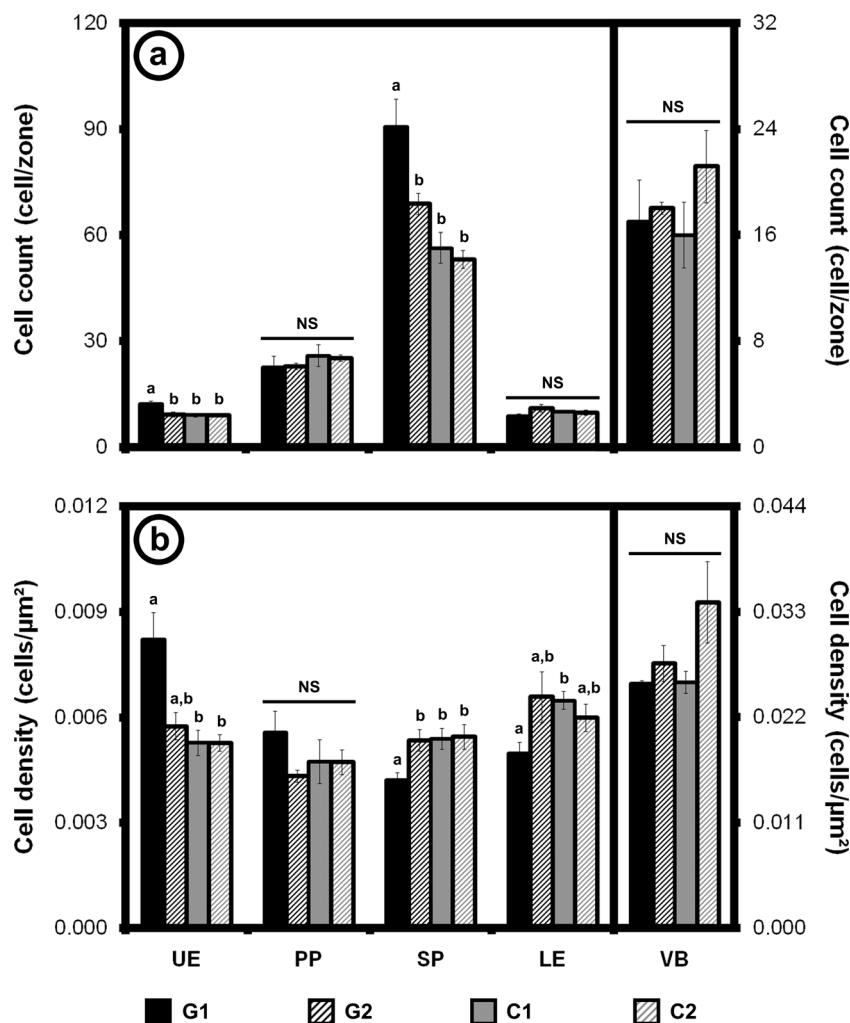 a
120
90
60
30
0
Cell count (cell/zone)
32
24
16
8
0
Cell count (cell/zone)
a b b b
NS
a
b
b b
NS
NS
b
0.012
0.009
0.006
0.003
0.000
Cell density (cells/µm²)
0.044
0.033
0.022
0.011
0.000
Cell density (cells/µm²)
a
a,b
b b
NS
a
b b b
a
a,b
b
a,b
NS
UE PP SP LE VB
G1 G2 C1 C2